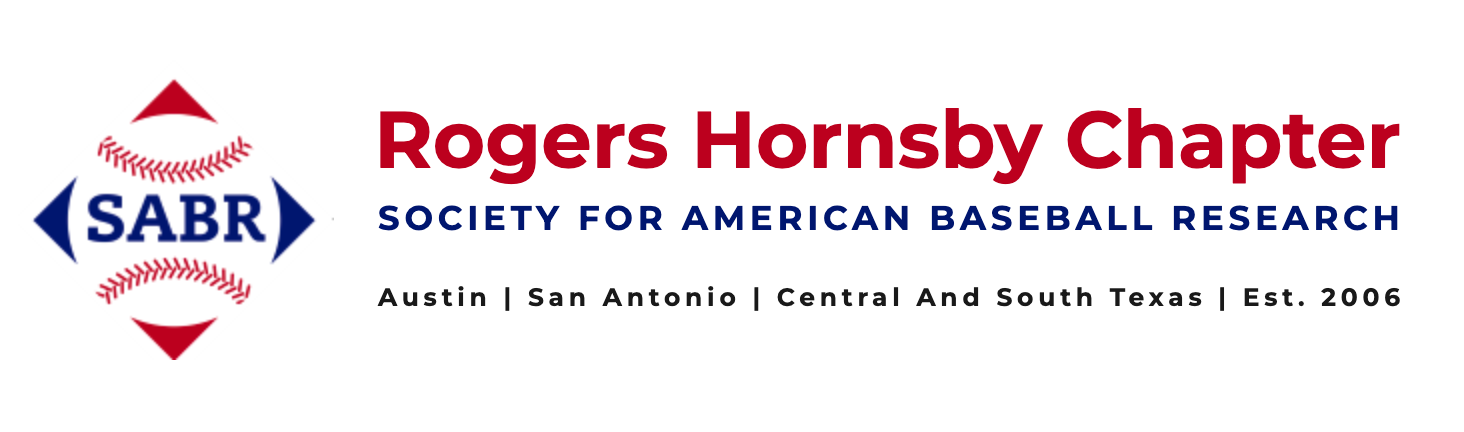 SABR
Rogers Hornsby Chapter
SOCIETY FOR AMERICAN BASEBALL RESEARCH
Austin | San Antonio | Central And South Texas | Est. 2006